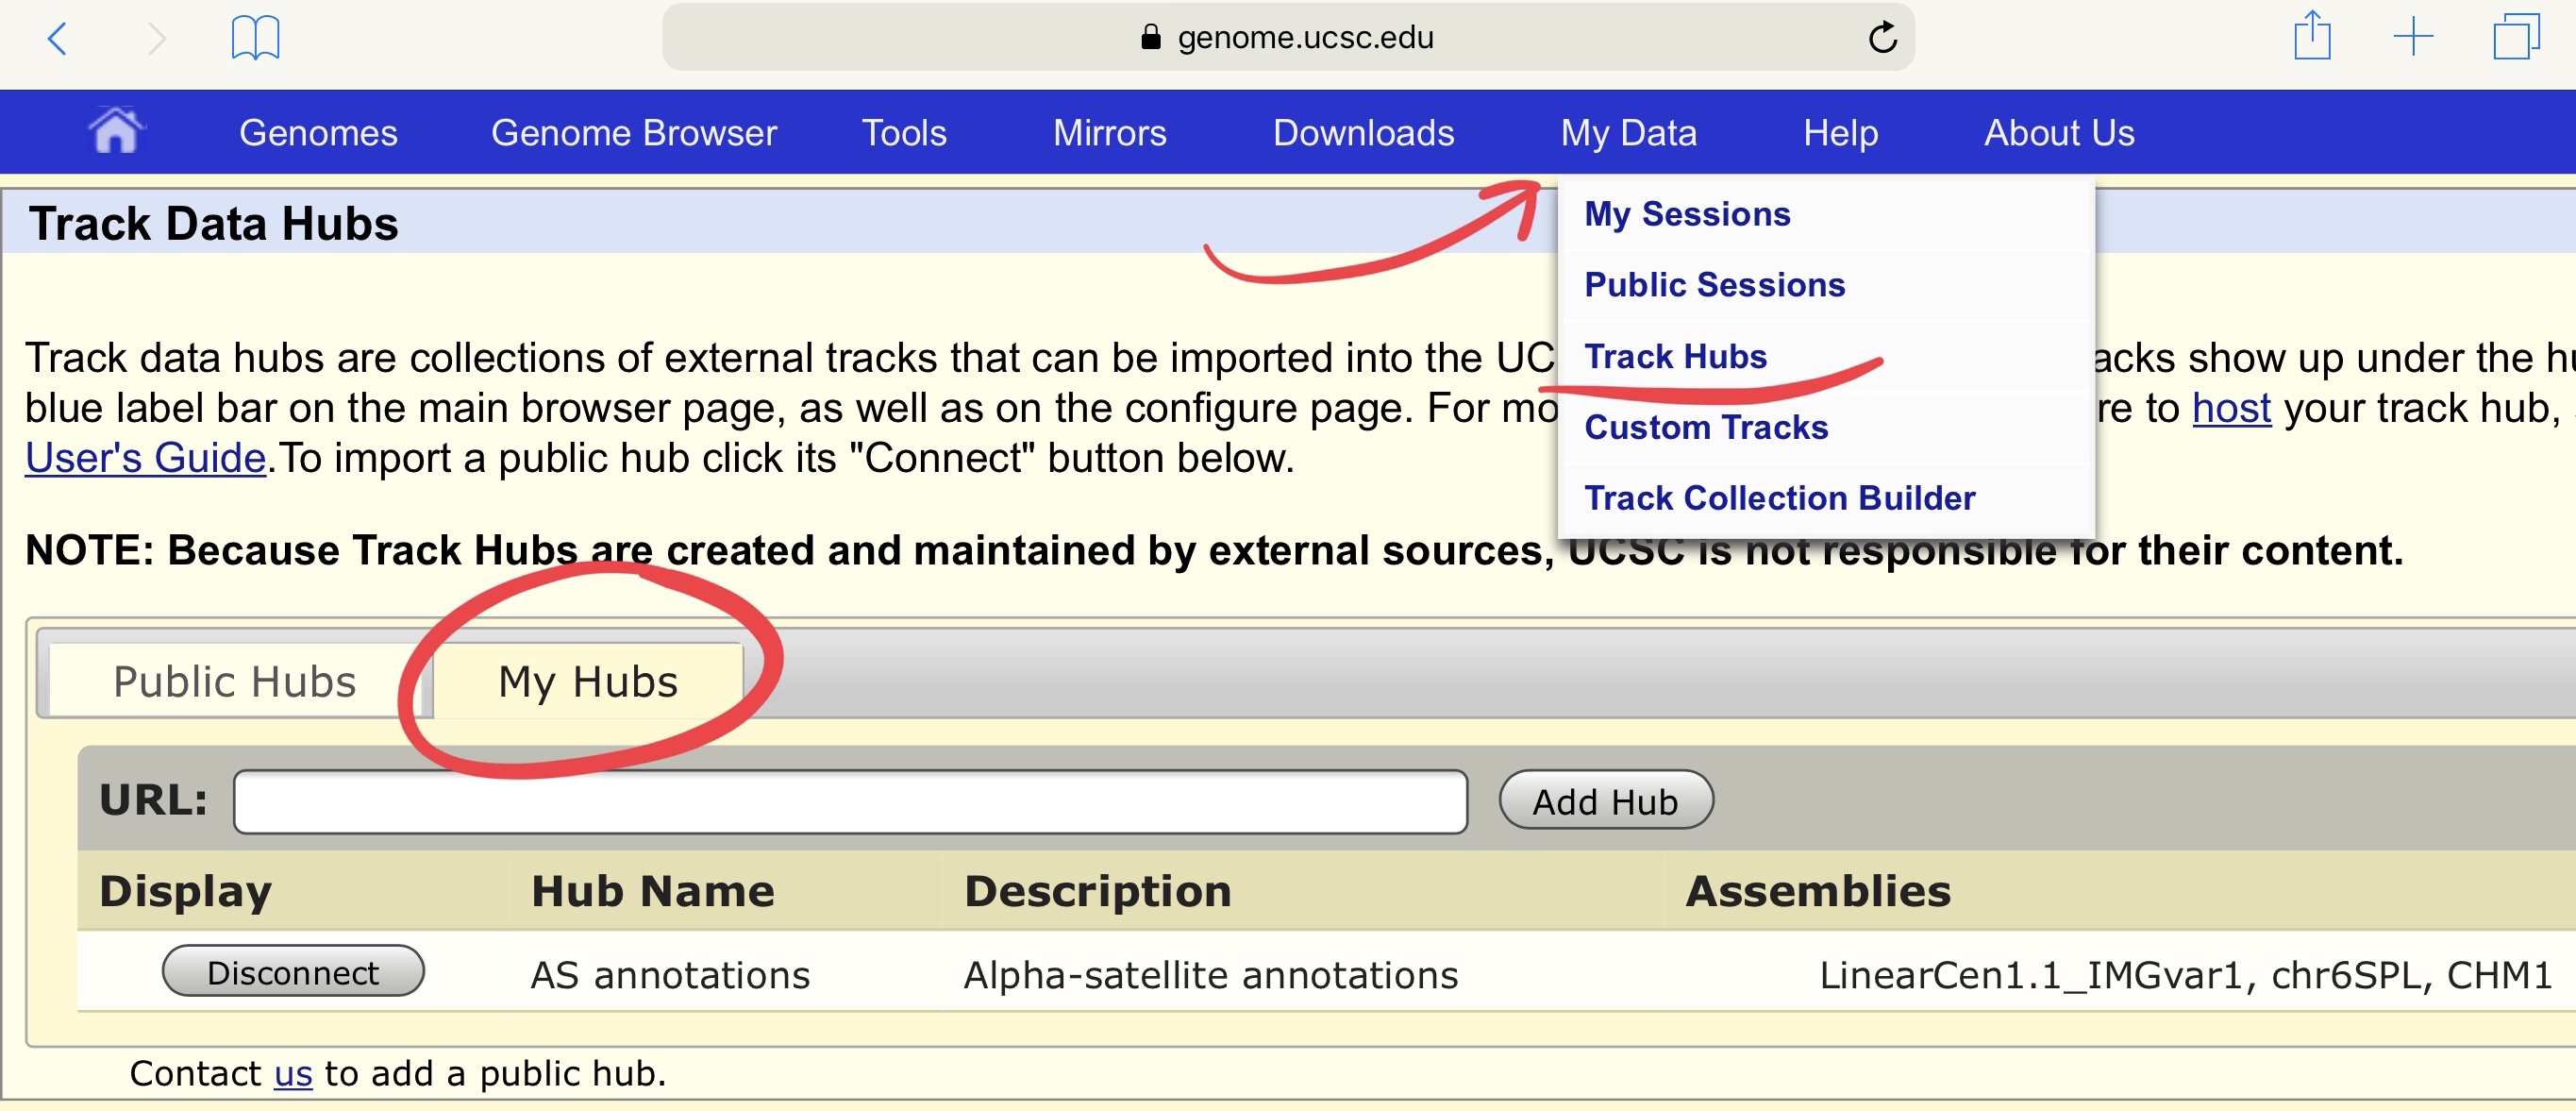 genome.ucsc.edu
Genomes Genome Browser Tools Mirrors Downloads My Data Help About Us
Track Data Hubs
My Sessions
Public Sessions
Track Hubs
Custom Tracks
Track Collection Builder
Track data hubs are collections of external tracks that can be imported into the UC acks show up under the hu
blue label bar on the main browser page, as well as on the configure page. For mo re to host your track hub,
User's Guide.To import a public hub click its "Connect" button below.
NOTE: Because Track Hubs are created and maintained by external sources, UCSC is not responsible for their content.
Public Hubs My Hubs
URL: Add Hub
Display Hub Name Description Assemblies
Disconnect AS annotations Alpha-satellite annotations LinearCen1.1_IMGvar1, chr6SPL, CHM1
Contact us to add a public hub.